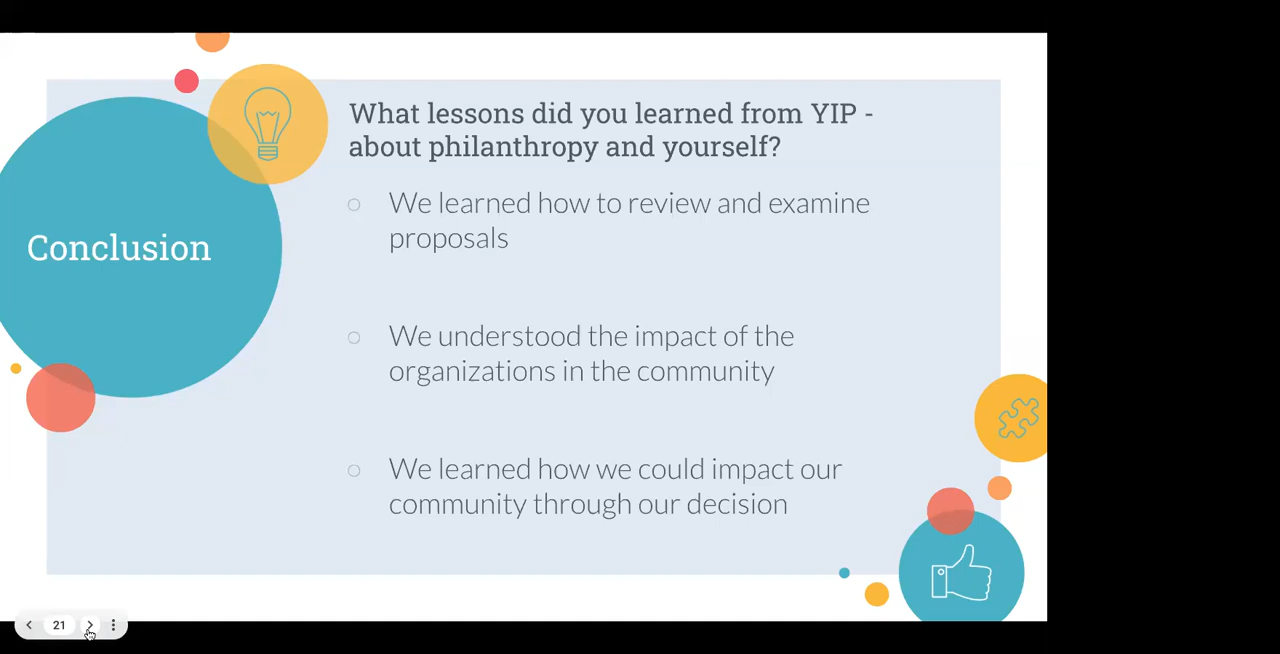 What lessons did you learned from YIP -
about philanthropy and yourself?
We learned how to review and examine
proposals
Conclusion
We understood the impact of the
organizations in the community
We learned how we could impact our
community through our decision
21